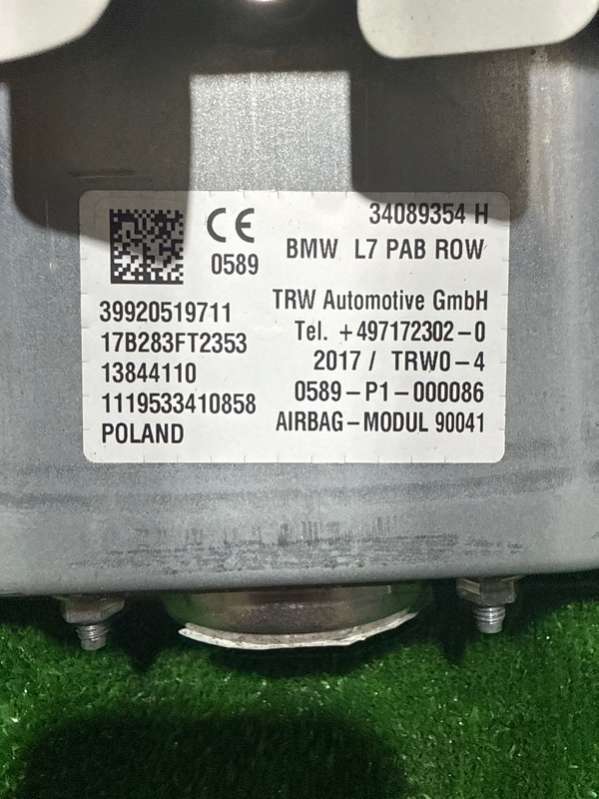 34089354 H
CE
0589
BMW L7 PAB ROW
39920519711
17B283FT2353
13844110
1119533410858
POLAND
TRW Automotive GmbH
Tel. +497172302-0
2017/ TRW0-4
0589-P1-000086
AIRBAG-MODUL 90041